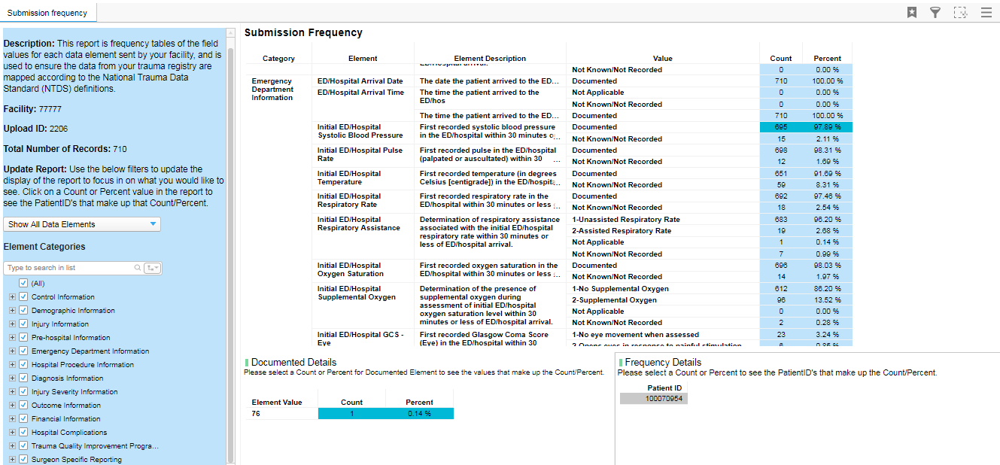 Submission frequency
Description: This report is frequency tables of the field
values for each data element sent by your facility, and is
used to ensure the data from your trauma registry are
mapped according to the National Trauma Data
Standard (NTDS) definitions.
Facility: 77777
Upload ID: 2206
Total Number of Records: 710
Update Report: Use the below filters to update the
display of the report to focus in on what you would like to
see. Click on a Count or Percent value in the report to
see the PatientID's that make up that Count/Percent.
Show All Data Elements
Element Categories
Type to search in list
(All)
Control Information
Demographic Information
Injury Information
Pre-hospital Information
Emergency Department Information
Hospital Procedure Information
Diagnosis Information
Injury Severity Information
Outcome Information
Financial Information
Hospital Complications
Trauma Quality Improvement Progra...
Surgeon Specific Reporting
Submission Frequency
Category Element Element Description Value Count Percent
Not Known/Not Recorded 0 0.00 %
Emergency
Department
Information
ED/Hospital Arrival Date The date the patient arrived to the ED... Documented 710 100.00 %
ED/Hospital Arrival Time The time the patient arrived to the
ED/hos
Not Applicable 0 0.00 %
Not Known/Not Recorded 0 0.00 %
The time the patient arrived to the ED... Documented 710 100.00 %
Initial ED/Hospital
Systolic Blood Pressure
First recorded systolic blood pressure
in the ED/hospital within 30 minutes o...
Documented 695 97.89 %
Not Known/Not Recorded 15 2.11 %
Initial ED/Hospital Pulse
Rate
First recorded pulse in the ED/hospital
(palpated or auscultated) within 30 ...
Documented 698 98.31 %
Not Known/Not Recorded 12 1.69 %
Initial ED/Hospital
Temperature
First recorded temperature (in degrees
Celsius [centigrade]) in the ED/hospita...
Documented 651 91.69 %
Not Known/Not Recorded 59 8.31 %
Initial ED/Hospital
Respiratory Rate
First recorded respiratory rate in the
ED/hospital within 30 minutes or less ...
Documented 692 97.46 %
Not Known/Not Recorded 18 2.54 %
Initial ED/Hospital
Respiratory Assistance
Determination of respiratory assistance
associated with the initial ED/hospital
respiratory rate within 30 minutes or
less of ED/hospital arrival.
1-Unassisted Respiratory Rate 683 96.20 %
2-Assisted Respiratory Rate 19 2.68 %
Not Applicable 1 0.14 %
Not Known/Not Recorded 7 0.99 %
Initial ED/Hospital
Oxygen Saturation
First recorded oxygen saturation in the
ED/hospital within 30 minutes or less ...
Documented 696 98.03 %
Not Known/Not Recorded 14 1.97 %
Initial ED/Hospital
Supplemental Oxygen
Determination of the presence of
supplemental oxygen during
assessment of initial ED/hospital
oxygen saturation level within 30
minutes or less of ED/hospital arrival.
1-No Supplemental Oxygen 612 86.20 %
2-Supplemental Oxygen 96 13.52 %
Not Applicable 0 0.00 %
Not Known/Not Recorded 2 0.28 %
Initial ED/Hospital GCS -
Eye
First recorded Glasgow Coma Score
(Eye) in the ED/hospital within 30
1-No eye movement when assessed 23 3.24 %
2-Opens eyes in response to painful stimulation
Documented Details
Please select a Count or Percent for Documented Element to see the values that make up the Count/Percent.
Element Value Count Percent
76 1 0.14 %
Frequency Details
Please select a Count or Percent to see the PatientID's that make up the Count/Percent.
Patient ID
100070954